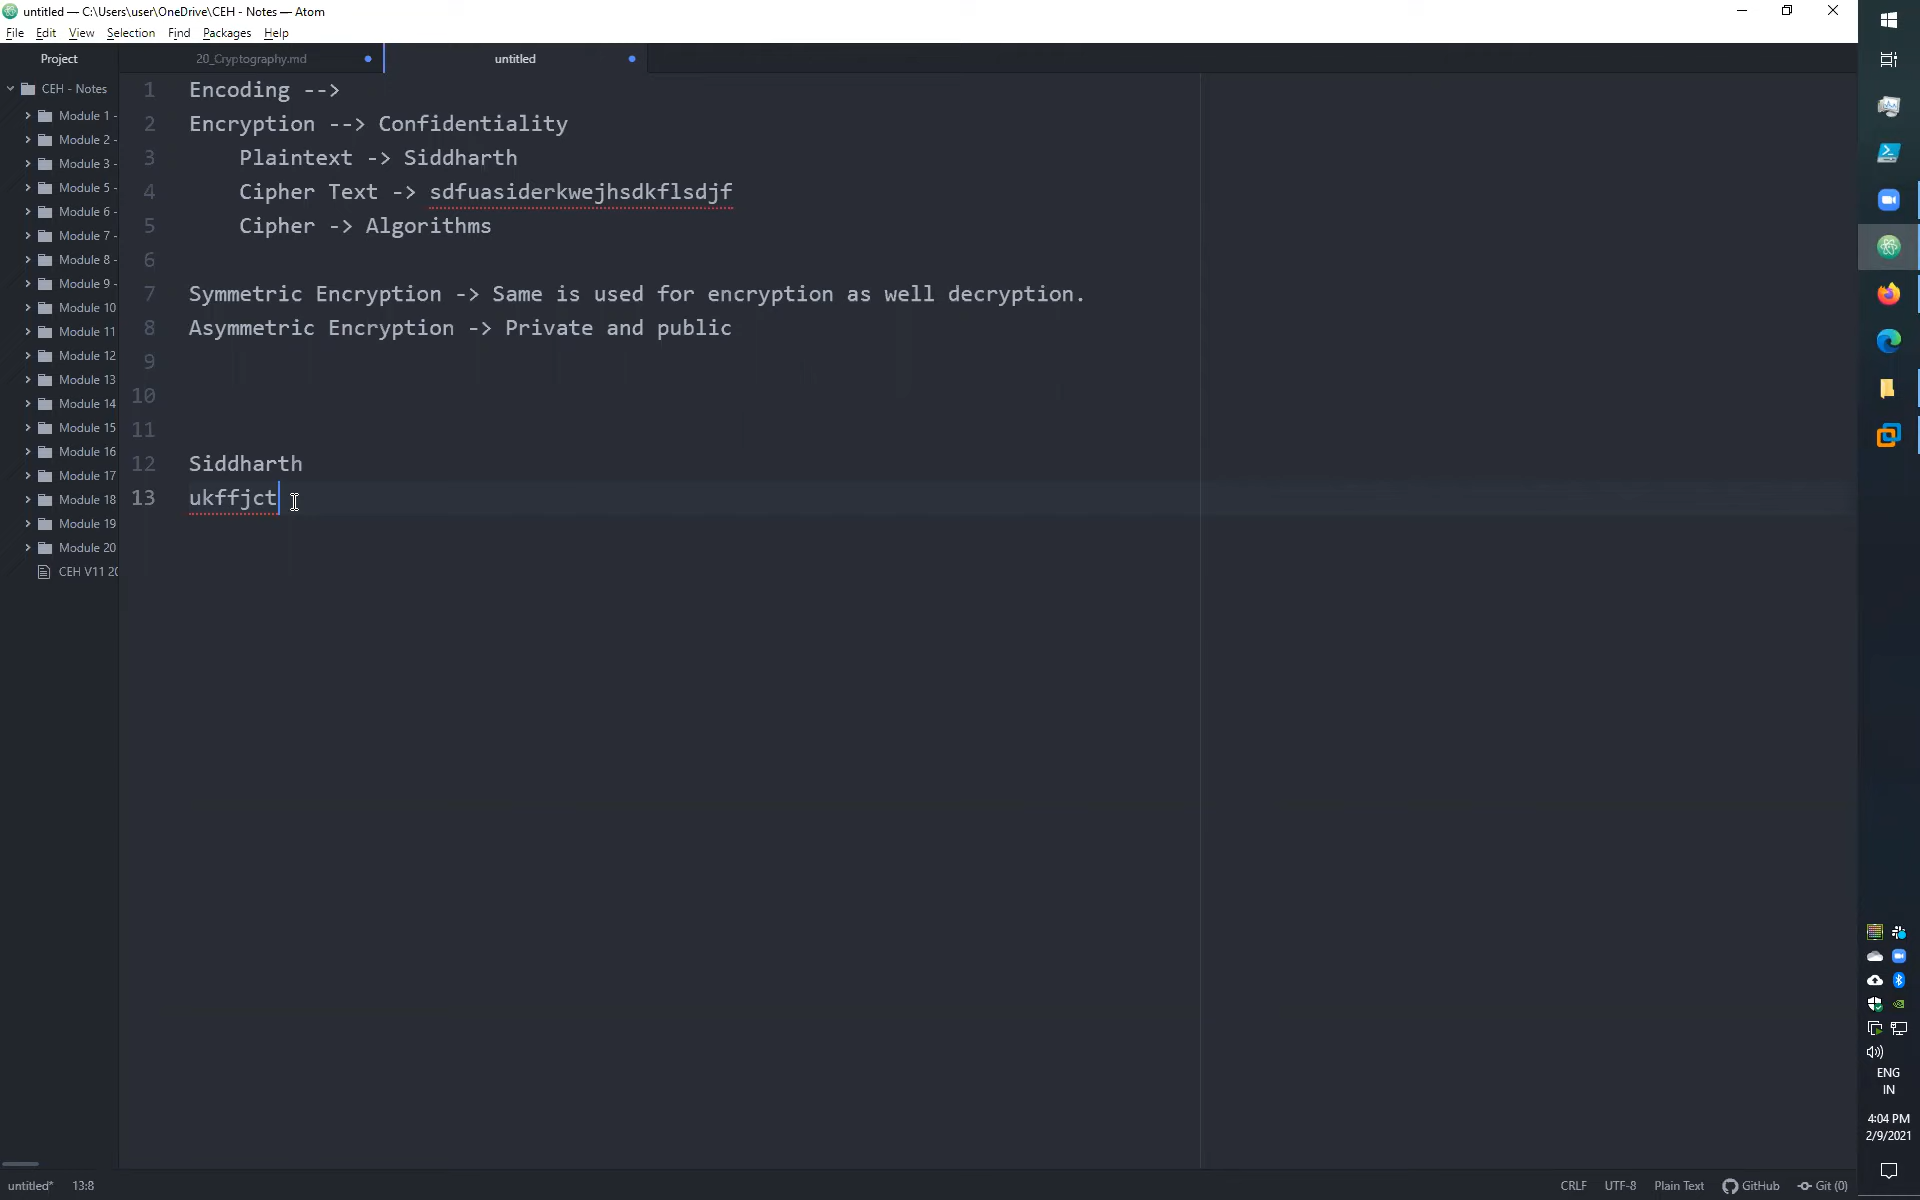 untitled — C:\Users\user\OneDrive\CEH - Notes — Atom
File Edit View Selection Find Packages Help
Project
20_Cryptography.md
untitled
CEH - Notes
Module 1 -
Module 2 -
Module 3 -
Module 5 -
Module 6 -
Module 7 -
Module 8 -
Module 9 -
Module 10
Module 11
Module 12
Module 13
Module 14
Module 15
Module 16
Module 17
Module 18
Module 19
Module 20
CEH V11 20
1 Encoding -->
2 Encryption --> Confidentiality
3 Plaintext -> Siddharth
4 Cipher Text -> sdfuasiderkwejhsdkflsdjf
5 Cipher -> Algorithms
6
7 Symmetric Encryption -> Same is used for encryption as well decryption.
8 Asymmetric Encryption -> Private and public
9
10
11
12 Siddharth
13 ukffjct
ENG
IN
4:04 PM
2/9/2021
untitled* 13:8
CRLF UTF-8 Plain Text GitHub Git (0)